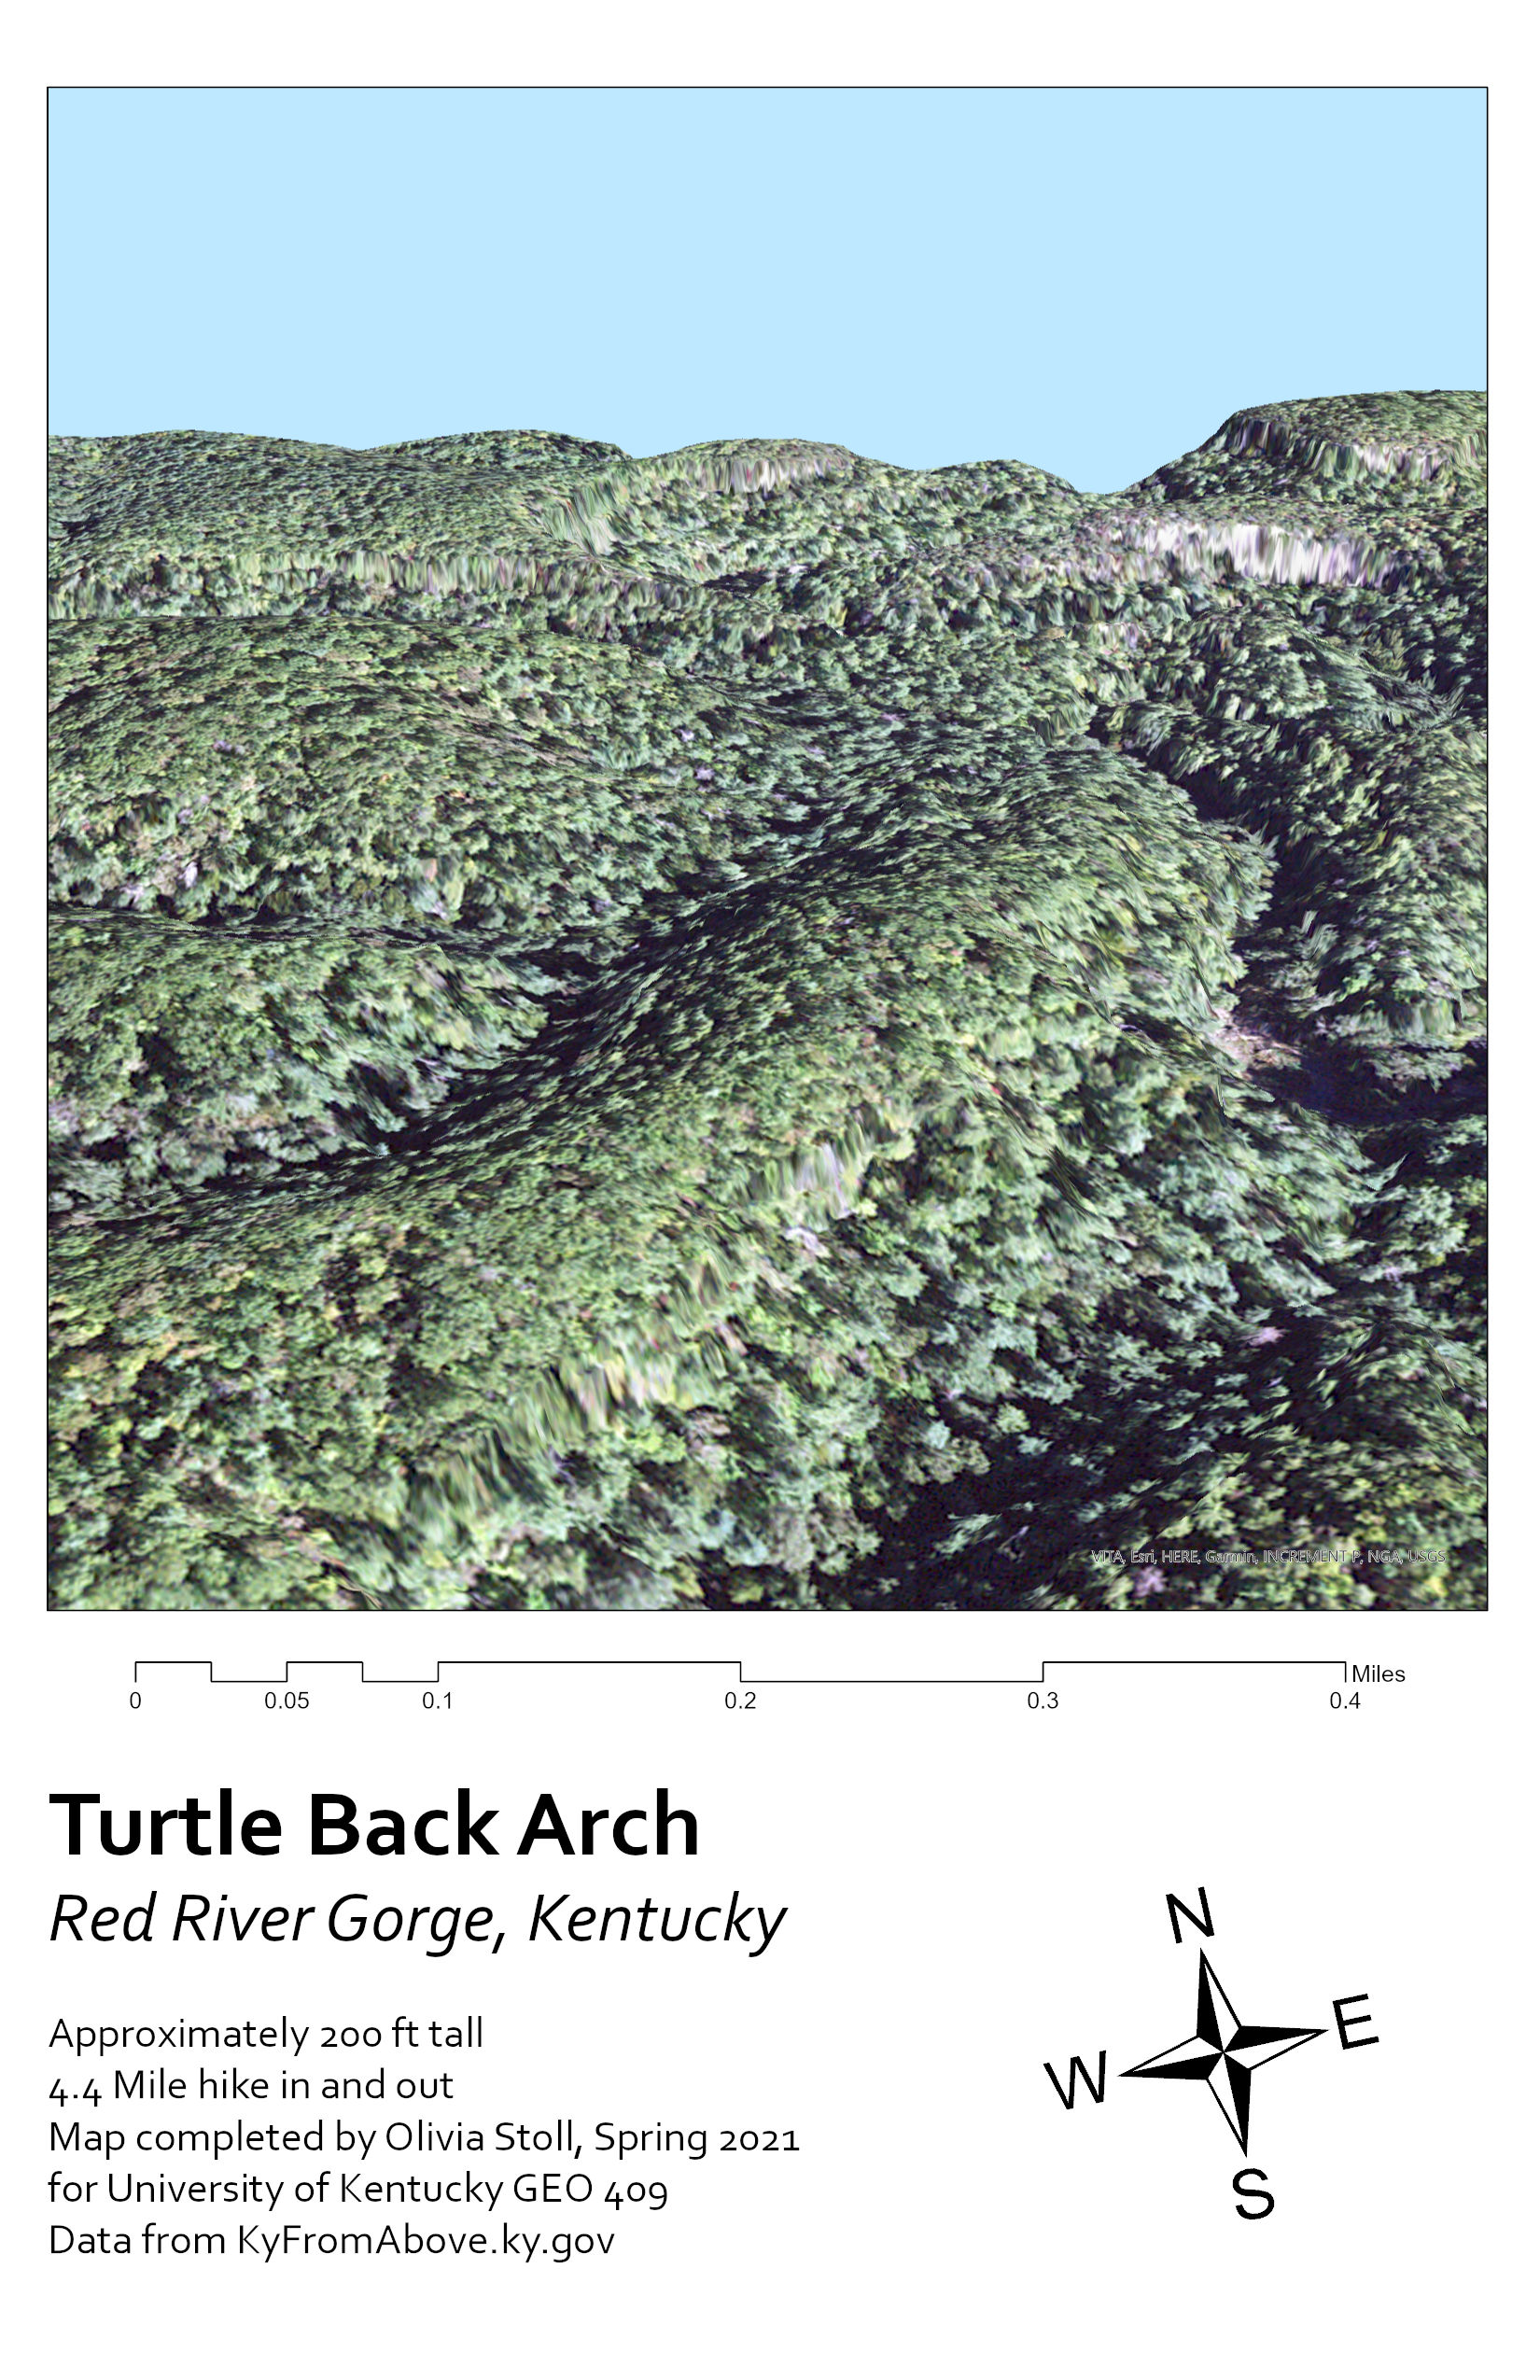 VITA, Esri, HERE, Garmin, INCREMENT P, NGA, USGS
0 0.05 0.1 0.2 0.3 0.4 Miles
Turtle Back Arch
Red River Gorge, Kentucky
Approximately 200 ft tall
4.4 Mile hike in and out
Map completed by Olivia Stoll, Spring 2021
for University of Kentucky GEO 409
Data from KyFromAbove.ky.gov
N
E
W
S